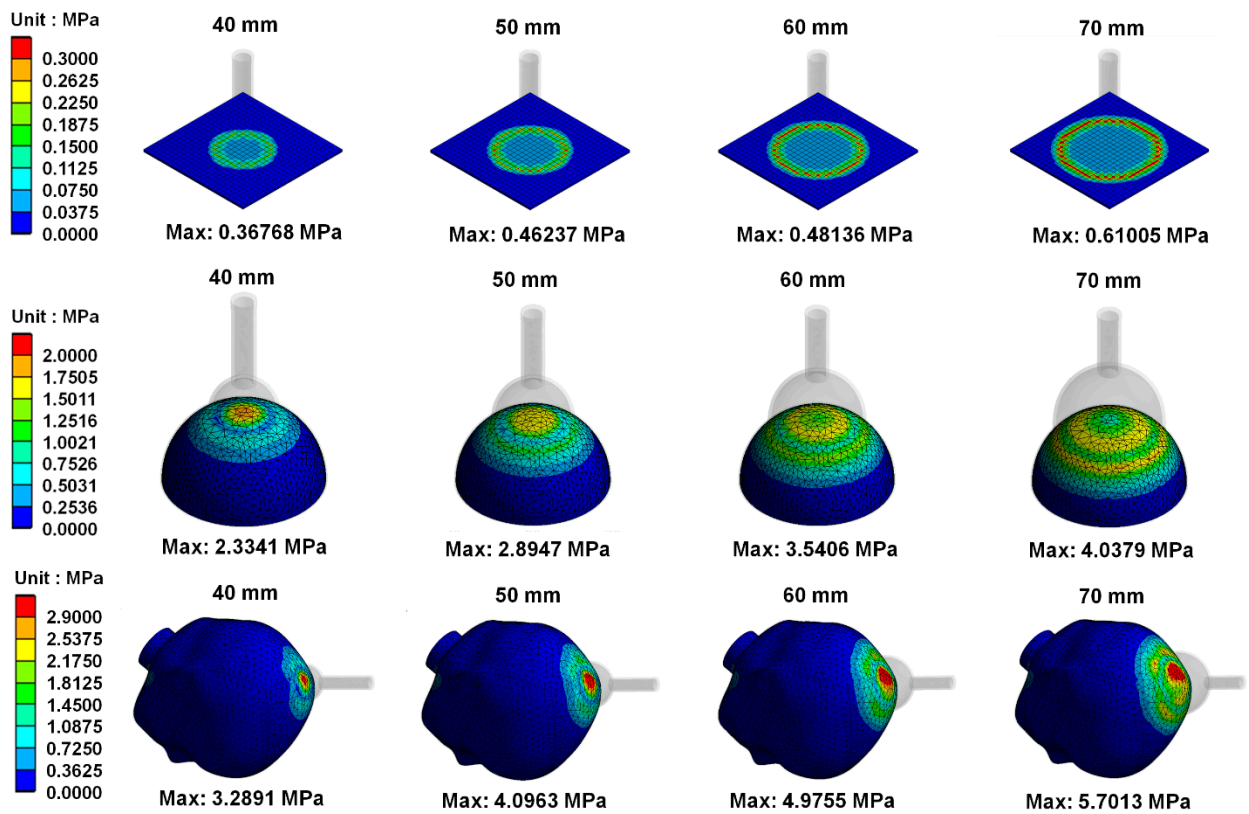 Unit : MPa
40 mm
50 mm
60 mm
70 mm
0.3000
0.2625
0.2250
0.1875
0.1500
0.1125
0.0750
0.0375
0.0000
Max: 0.36768 MPa
Max: 0.46237 MPa
Max: 0.48136 MPa
Max: 0.61005 MPa
40 mm
50 mm
60 mm
70 mm
Unit : MPa
2.0000
1.7505
1.5011
1.2516
1.0021
0.7526
0.5031
0.2536
0.0000
Max: 2.3341 MPa
Max: 2.8947 MPa
Max: 3.5406 MPa
Max: 4.0379 MPa
Unit : MPa
40 mm
50 mm
60 mm
70 mm
2.9000
2.5375
2.1750
1.8125
1.4500
1.0875
0.7250
0.3625
0.0000
Max: 3.2891 MPa
Max: 4.0963 MPa
Max: 4.9755 MPa
Max: 5.7013 MPa